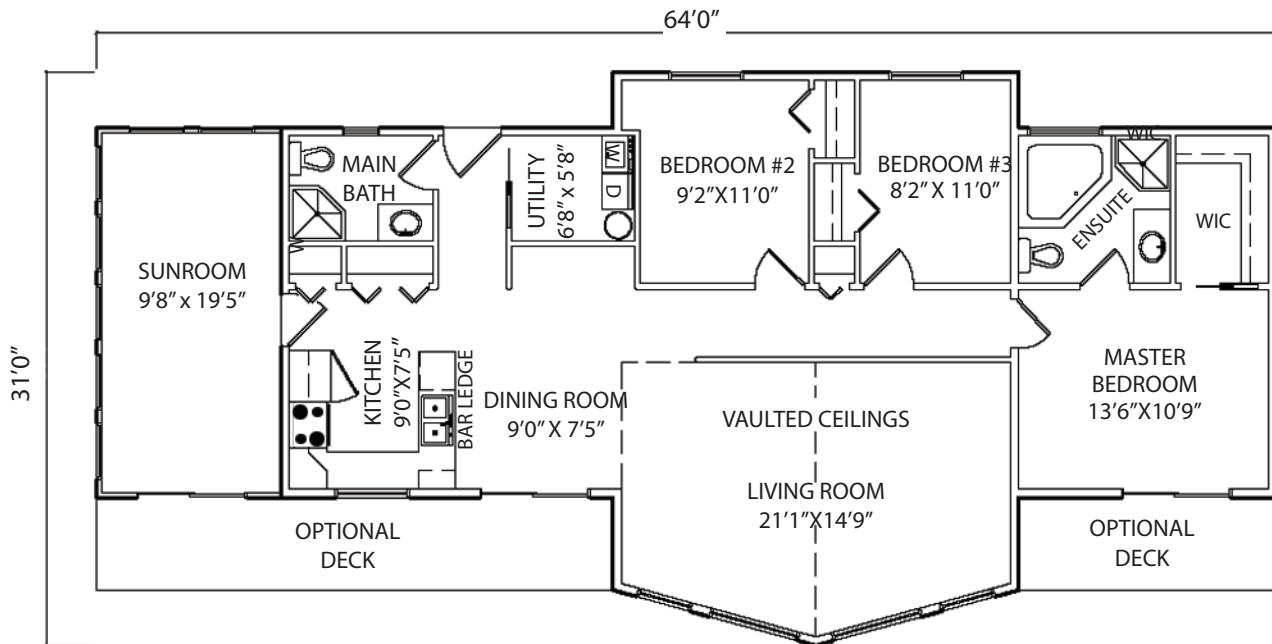 64’0”
31’0”
SUNROOM
9’8” x 19’5”
MAIN
BATH
W
UTILITY
6’8” x 5’8”
W
D
BEDROOM #2
9’2”X11’0”
BEDROOM #3
8’2” X 11’0”
WIC
ENSUITE
WIC
KITCHEN
9’0”X7’5”
BAR LEDGE
DINING ROOM
9’0” X 7’5”
VAULTED CEILINGS
LIVING ROOM
21’1”X14’9”
MASTER
BEDROOM
13’6”X10’9”
OPTIONAL
DECK
OPTIONAL
DECK